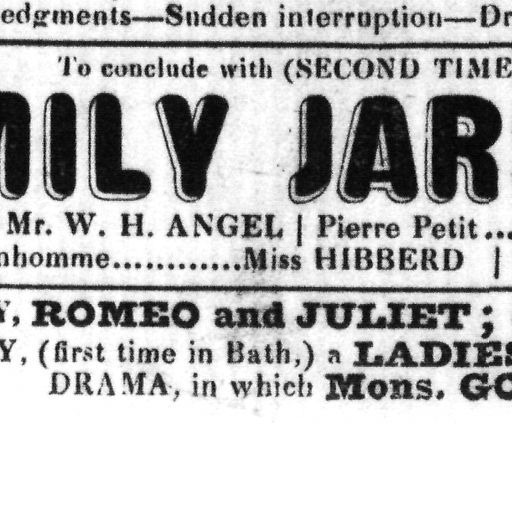 edgments—Sudden interruption—Dr
To conclude with (SECOND TIME
MILY JAR
Mr. W. H. ANGEL | Pierre Petit...
nhomme............Miss HIBBERD |
Y, ROMEO and JULIET;
Y, (first time in Bath,) a LADIES
DRAMA, in which Mons. GO